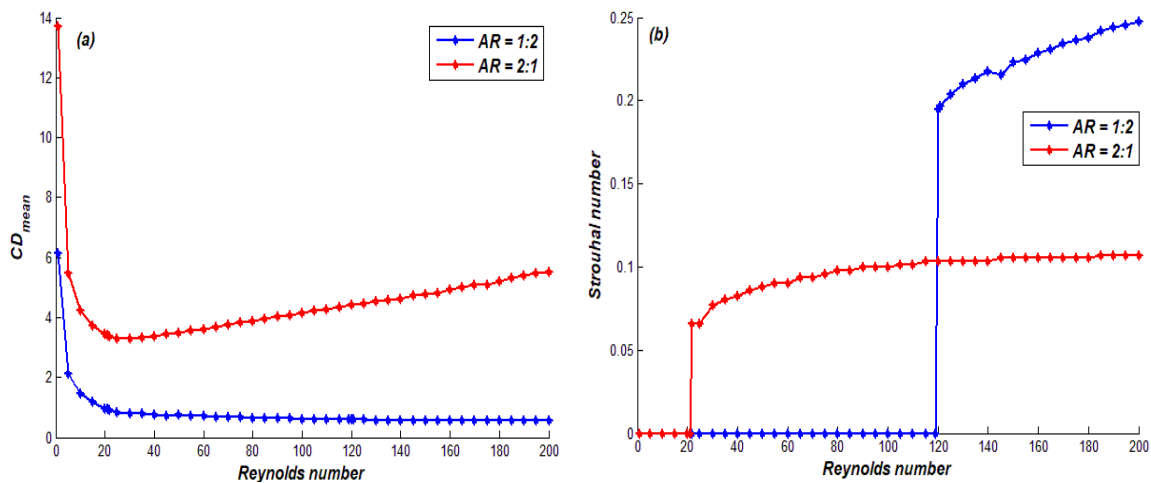 (a)
AR = 1:2
AR = 2:1
14
12
10
8
6
4
2
0
CD_mean
0 20 40 60 80 100 120 140 160 180 200
Reynolds number
(b)
AR = 1:2
AR = 2:1
0.25
0.2
0.15
0.1
0.05
0
Strouhal number
0 20 40 60 80 100 120 140 160 180 200
Reynolds number